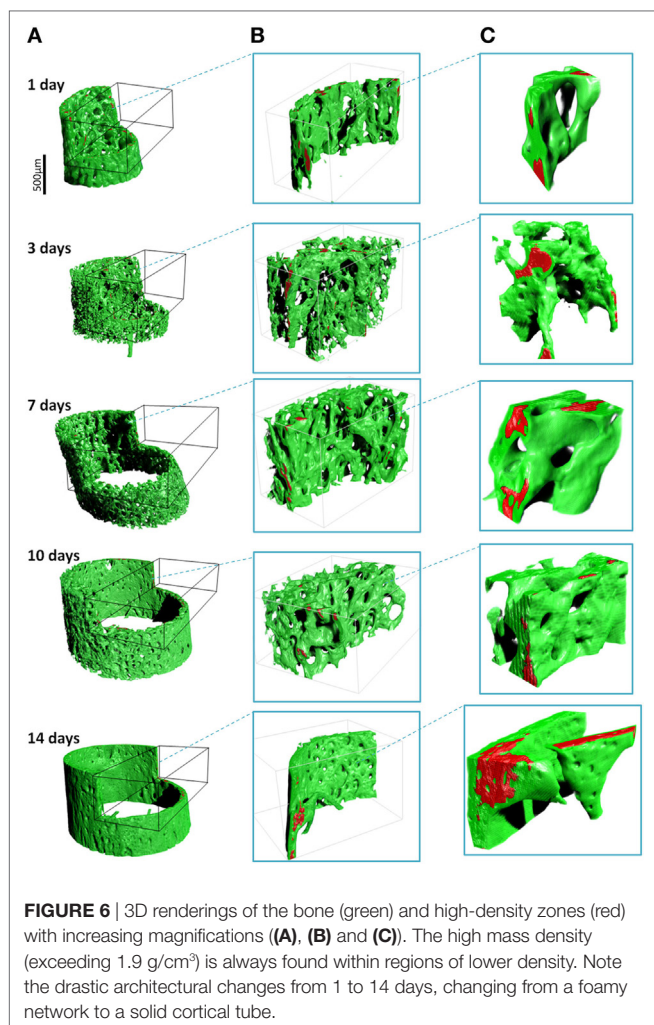 A B C
1 day
500µm
3 days
7 days
10 days
14 days
FIGURE 6 | 3D renderings of the bone (green) and high-density zones (red)
with increasing magnifications ((A), (B) and (C)). The high mass density
(exceeding 1.9 g/cm³) is always found within regions of lower density. Note
the drastic architectural changes from 1 to 14 days, changing from a foamy
network to a solid cortical tube.